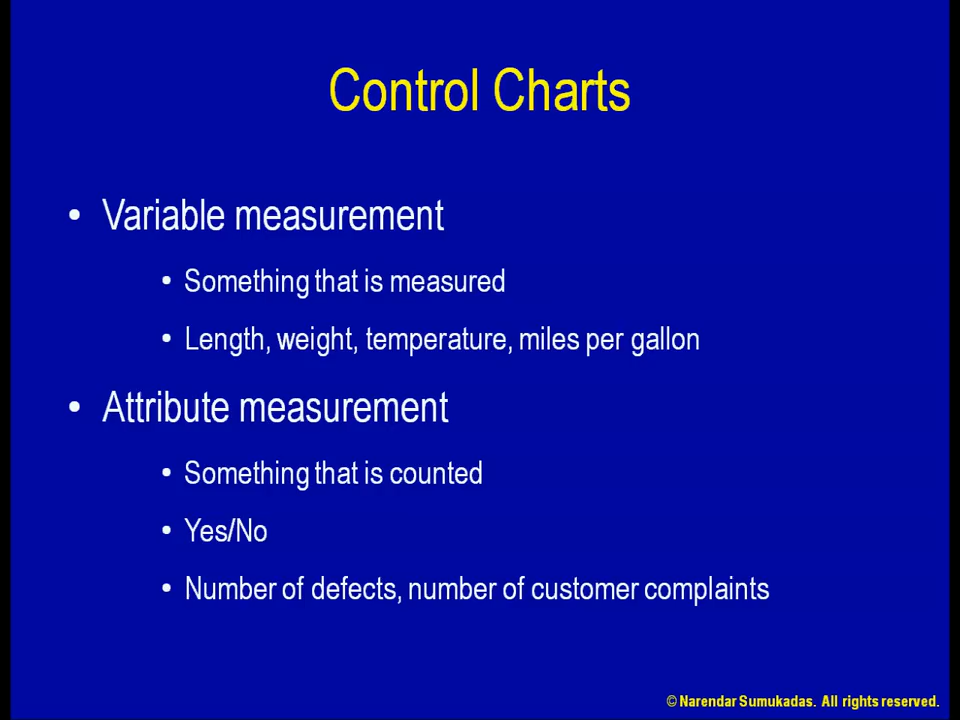 Control Charts
• Variable measurement
• Something that is measured
• Length, weight, temperature, miles per gallon
• Attribute measurement
• Something that is counted
• Yes/No
• Number of defects, number of customer complaints
© Narendar Sumukadas. All rights reserved.